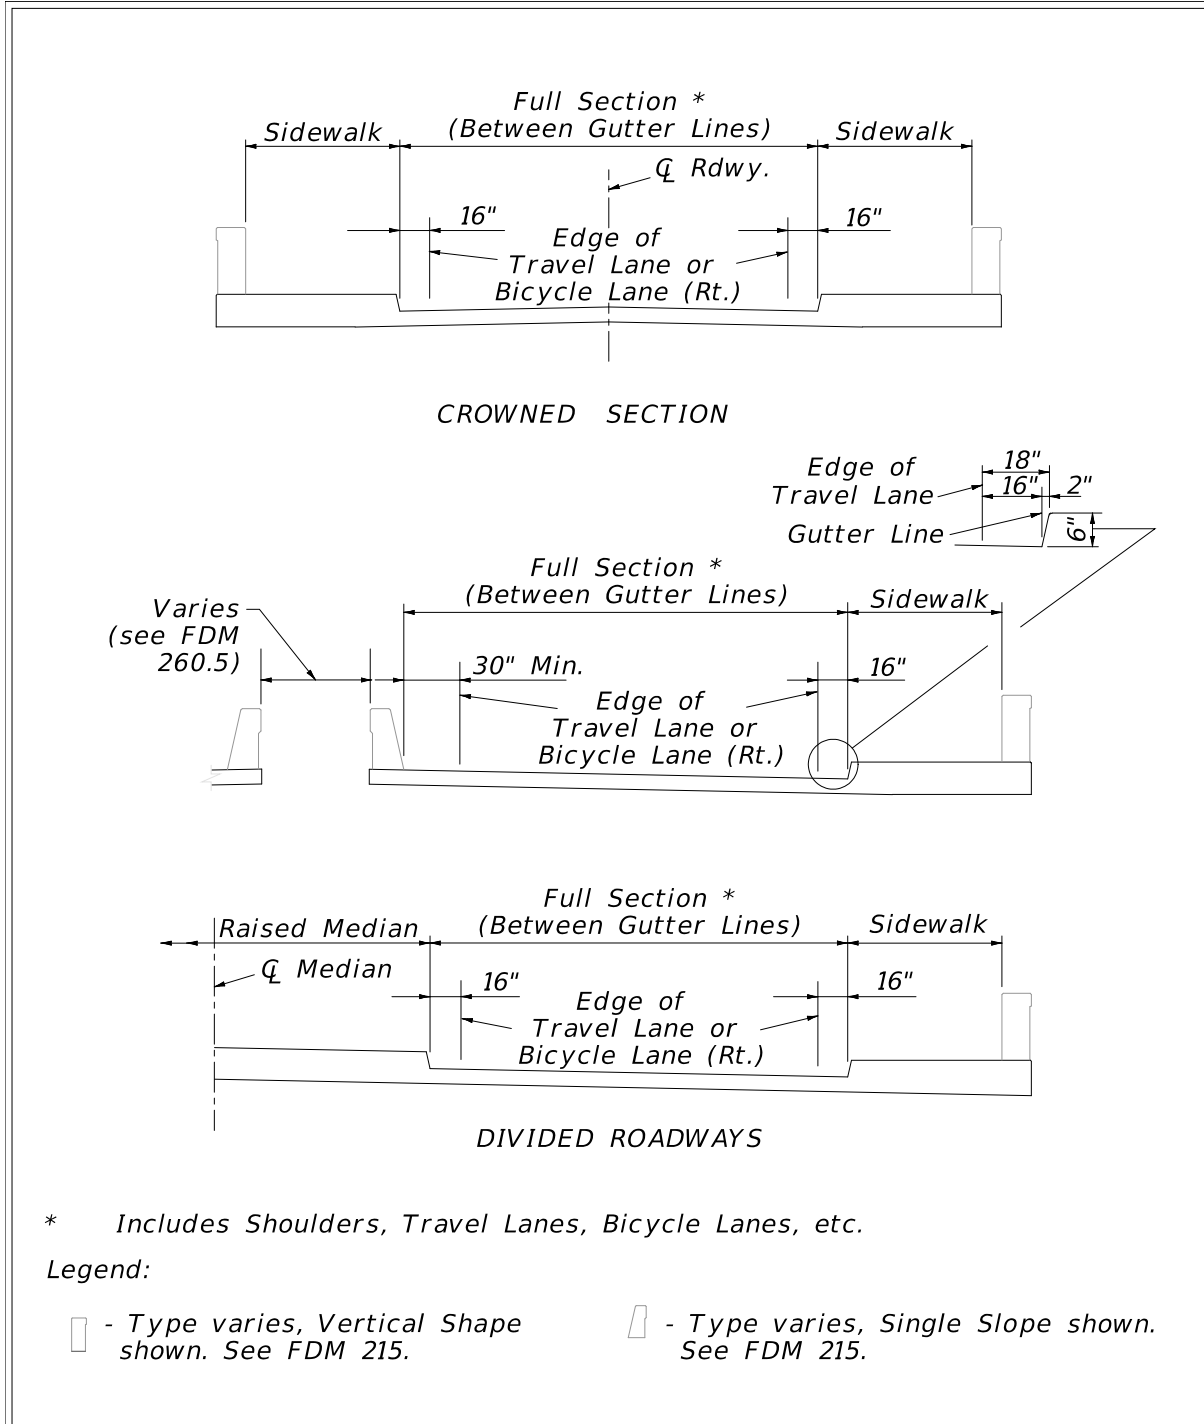 Full Section *
(Between Gutter Lines)
Sidewalk
Sidewalk
℄ Rdwy.
16"
16"
Edge of
Travel Lane or
Bicycle Lane (Rt.)
CROWNED SECTION
Edge of
Travel Lane
Gutter Line
18"
16"
2"
6"
Full Section *
(Between Gutter Lines)
Sidewalk
Varies
(see FDM
260.5)
30" Min.
16"
Edge of
Travel Lane or
Bicycle Lane (Rt.)
Full Section *
(Between Gutter Lines)
Raised Median
Sidewalk
℄ Median
16"
16"
Edge of
Travel Lane or
Bicycle Lane (Rt.)
DIVIDED ROADWAYS
* Includes Shoulders, Travel Lanes, Bicycle Lanes, etc.
Legend:
- Type varies, Vertical Shape
shown. See FDM 215.
- Type varies, Single Slope shown.
See FDM 215.